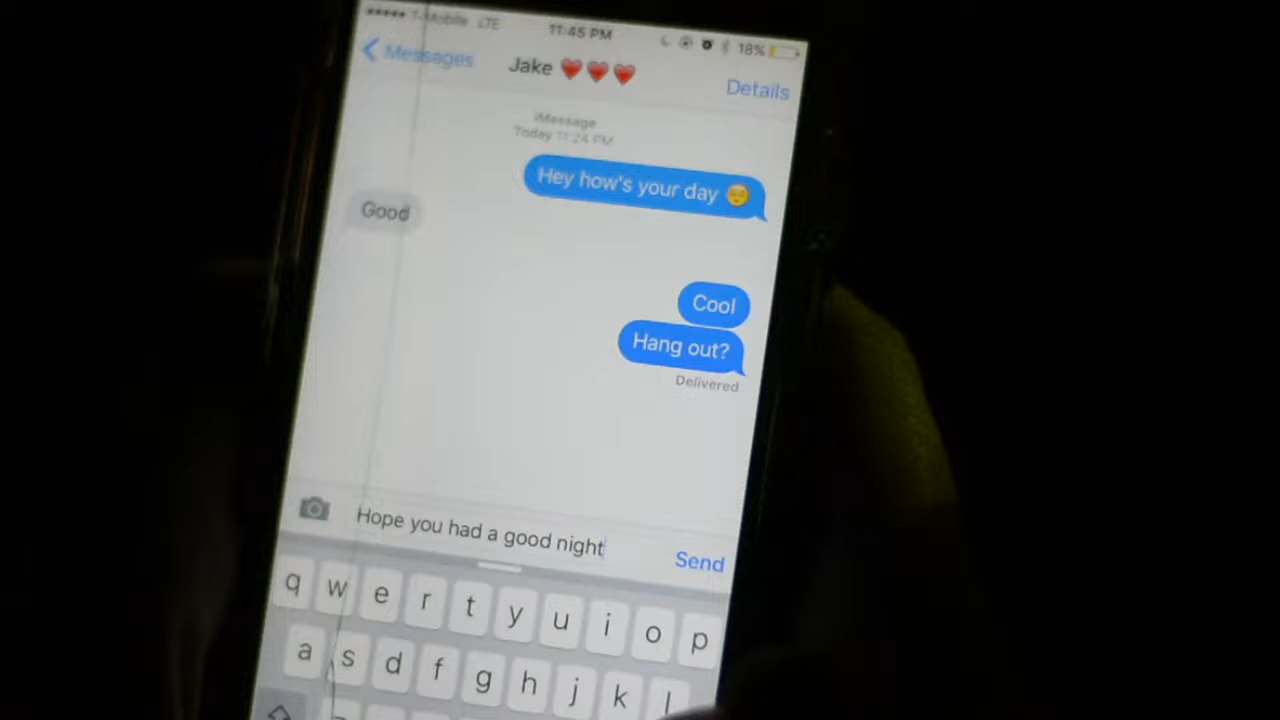 T-Mobile LTE 11:45 PM 18%
Messages Jake ❤❤❤ Details
iMessage
Today 11:24 PM
Hey how's your day 🥺
Good
Cool
Hang out?
Delivered
Hope you had a good night Send
q w e r t y u i o p
a s d f g h j k l